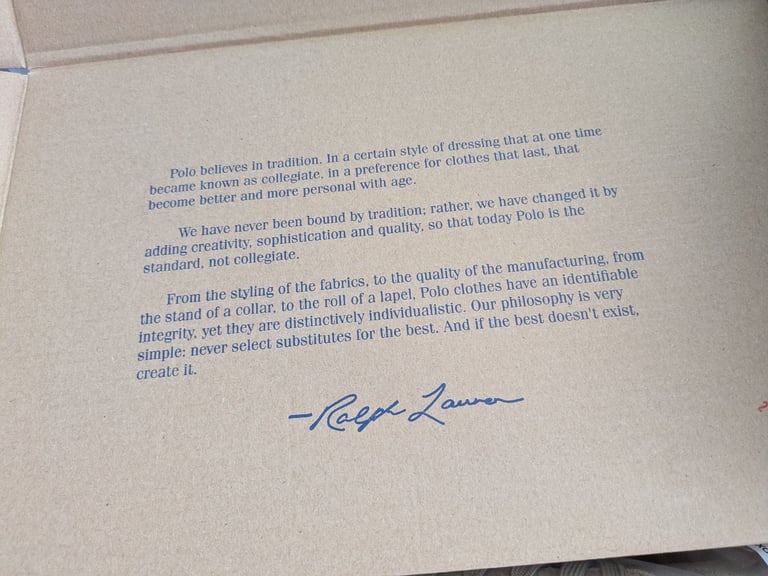 Polo believes in tradition. In a certain style of dressing that at one time
became known as collegiate, in a preference for clothes that last, that
become better and more personal with age.
We have never been bound by tradition; rather, we have changed it by
adding creativity, sophistication and quality, so that today Polo is the
standard, not collegiate.
From the styling of the fabrics, to the quality of the manufacturing, from
the stand of a collar, to the roll of a lapel, Polo clothes have an identifiable
integrity, yet they are distinctively individualistic. Our philosophy is very
simple: never select substitutes for the best. And if the best doesn't exist,
create it.
–Ralph Lauren